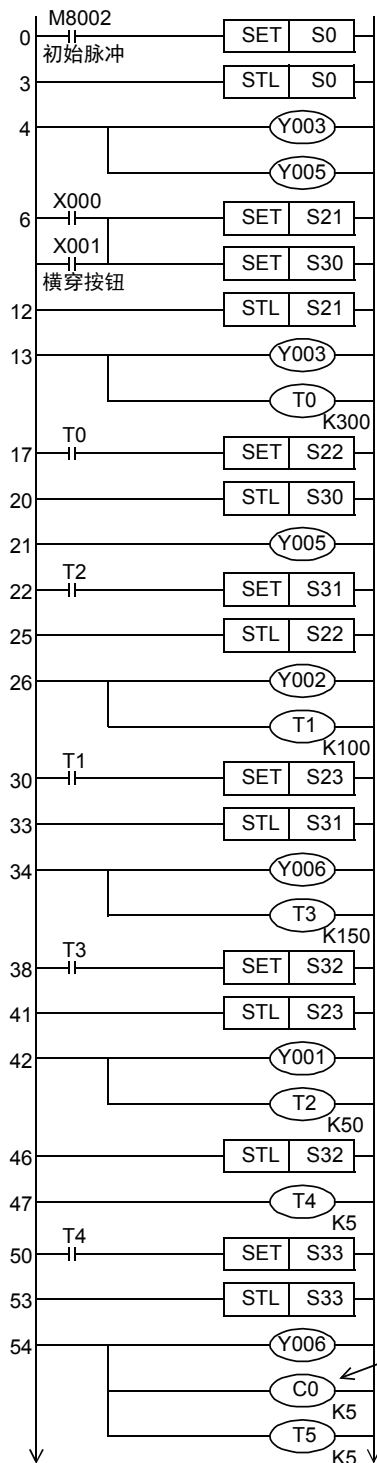 M8002
0 SET S0
初始脉冲
3 STL S0
4 Y003
Y005
X000
6 SET S21
X001
SET S30
横穿按钮
12 STL S21
13 Y003
T0
K300
T0
17 SET S22
20 STL S30
21 Y005
T2
22 SET S31
25 STL S22
26 Y002
T1
K100
T1
30 SET S23
33 STL S31
34 Y006
T3
K150
T3
38 SET S32
41 STL S23
42 Y001
T2
K50
46 STL S32
47 T4
K5
T4
50 SET S33
53 STL S33
54 Y006
C0
K5
T5
K5